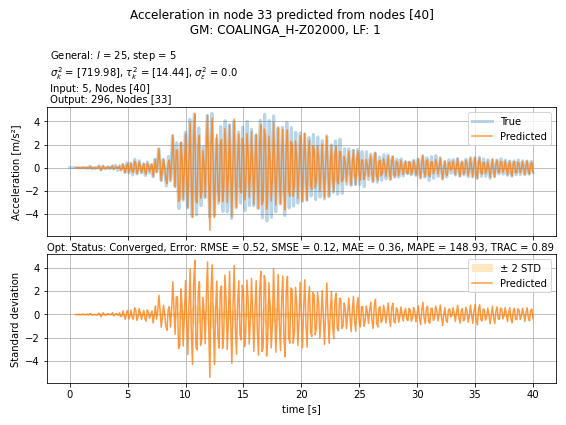 Acceleration in node 33 predicted from nodes [40]
GM: COALINGA_H-Z02000, LF: 1
General: l = 25, step = 5
σ²ₖ = [719.98], τ²ₖ = [14.44], σ²ε = 0.0
Input: 5, Nodes [40]
Output: 296, Nodes [33]
Acceleration [m/s²]
4
2
0
−2
−4
True
Predicted
Opt. Status: Converged, Error: RMSE = 0.52, SMSE = 0.12, MAE = 0.36, MAPE = 148.93, TRAC = 0.89
Standard deviation
4
2
0
−2
−4
± 2 STD
Predicted
0 5 10 15 20 25 30 35 40
time [s]